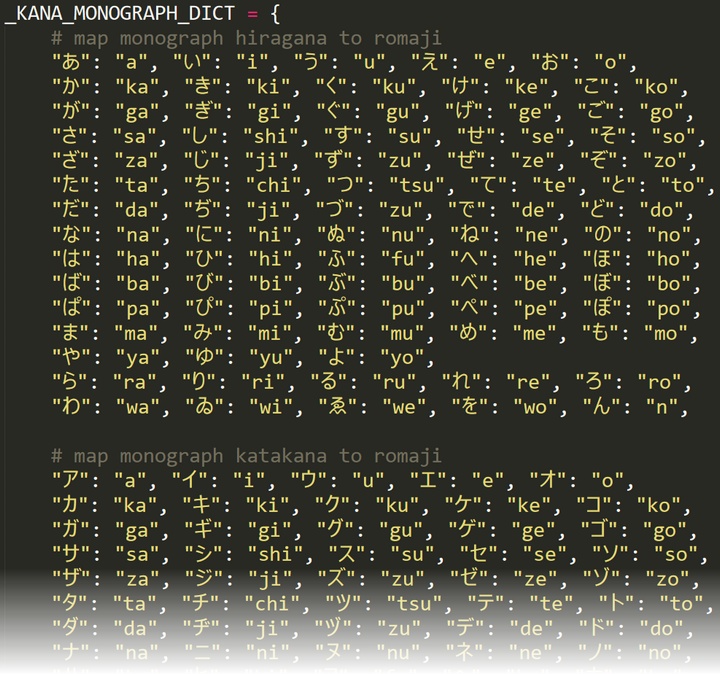 _KANA_MONOGRAPH_DICT = {
# map monograph hiragana to romaji
"あ": "a", "い": "i", "う": "u", "え": "e", "お": "o",
"か": "ka", "き": "ki", "く": "ku", "け": "ke", "こ": "ko",
"が": "ga", "ぎ": "gi", "ぐ": "gu", "げ": "ge", "ご": "go",
"さ": "sa", "し": "shi", "す": "su", "せ": "se", "そ": "so",
"ざ": "za", "じ": "ji", "ず": "zu", "ぜ": "ze", "ぞ": "zo",
"た": "ta", "ち": "chi", "つ": "tsu", "て": "te", "と": "to",
"だ": "da", "ぢ": "ji", "づ": "zu", "で": "de", "ど": "do",
"な": "na", "に": "ni", "ぬ": "nu", "ね": "ne", "の": "no",
"は": "ha", "ひ": "hi", "ふ": "fu", "へ": "he", "ほ": "ho",
"ば": "ba", "び": "bi", "ぶ": "bu", "べ": "be", "ぼ": "bo",
"ぱ": "pa", "ぴ": "pi", "ぷ": "pu", "ぺ": "pe", "ぽ": "po",
"ま": "ma", "み": "mi", "む": "mu", "め": "me", "も": "mo",
"や": "ya", "ゆ": "yu", "よ": "yo",
"ら": "ra", "り": "ri", "る": "ru", "れ": "re", "ろ": "ro",
"わ": "wa", "ゐ": "wi", "ゑ": "we", "を": "wo", "ん": "n",
# map monograph katakana to romaji
"ア": "a", "イ": "i", "ウ": "u", "エ": "e", "オ": "o",
"カ": "ka", "キ": "ki", "ク": "ku", "ケ": "ke", "コ": "ko",
"ガ": "ga", "ギ": "gi", "グ": "gu", "ゲ": "ge", "ゴ": "go",
"サ": "sa", "シ": "shi", "ス": "su", "セ": "se", "ソ": "so",
"ザ": "za", "ジ": "ji", "ズ": "zu", "ゼ": "ze", "ゾ": "zo",
"タ": "ta", "チ": "chi", "ツ": "tsu", "テ": "te", "ト": "to",
"ダ": "da", "ヂ": "ji", "ヅ": "zu", "デ": "de", "ド": "do",
"ナ": "na", "ニ": "ni", "ヌ": "nu", "ネ": "ne", "ノ": "no",